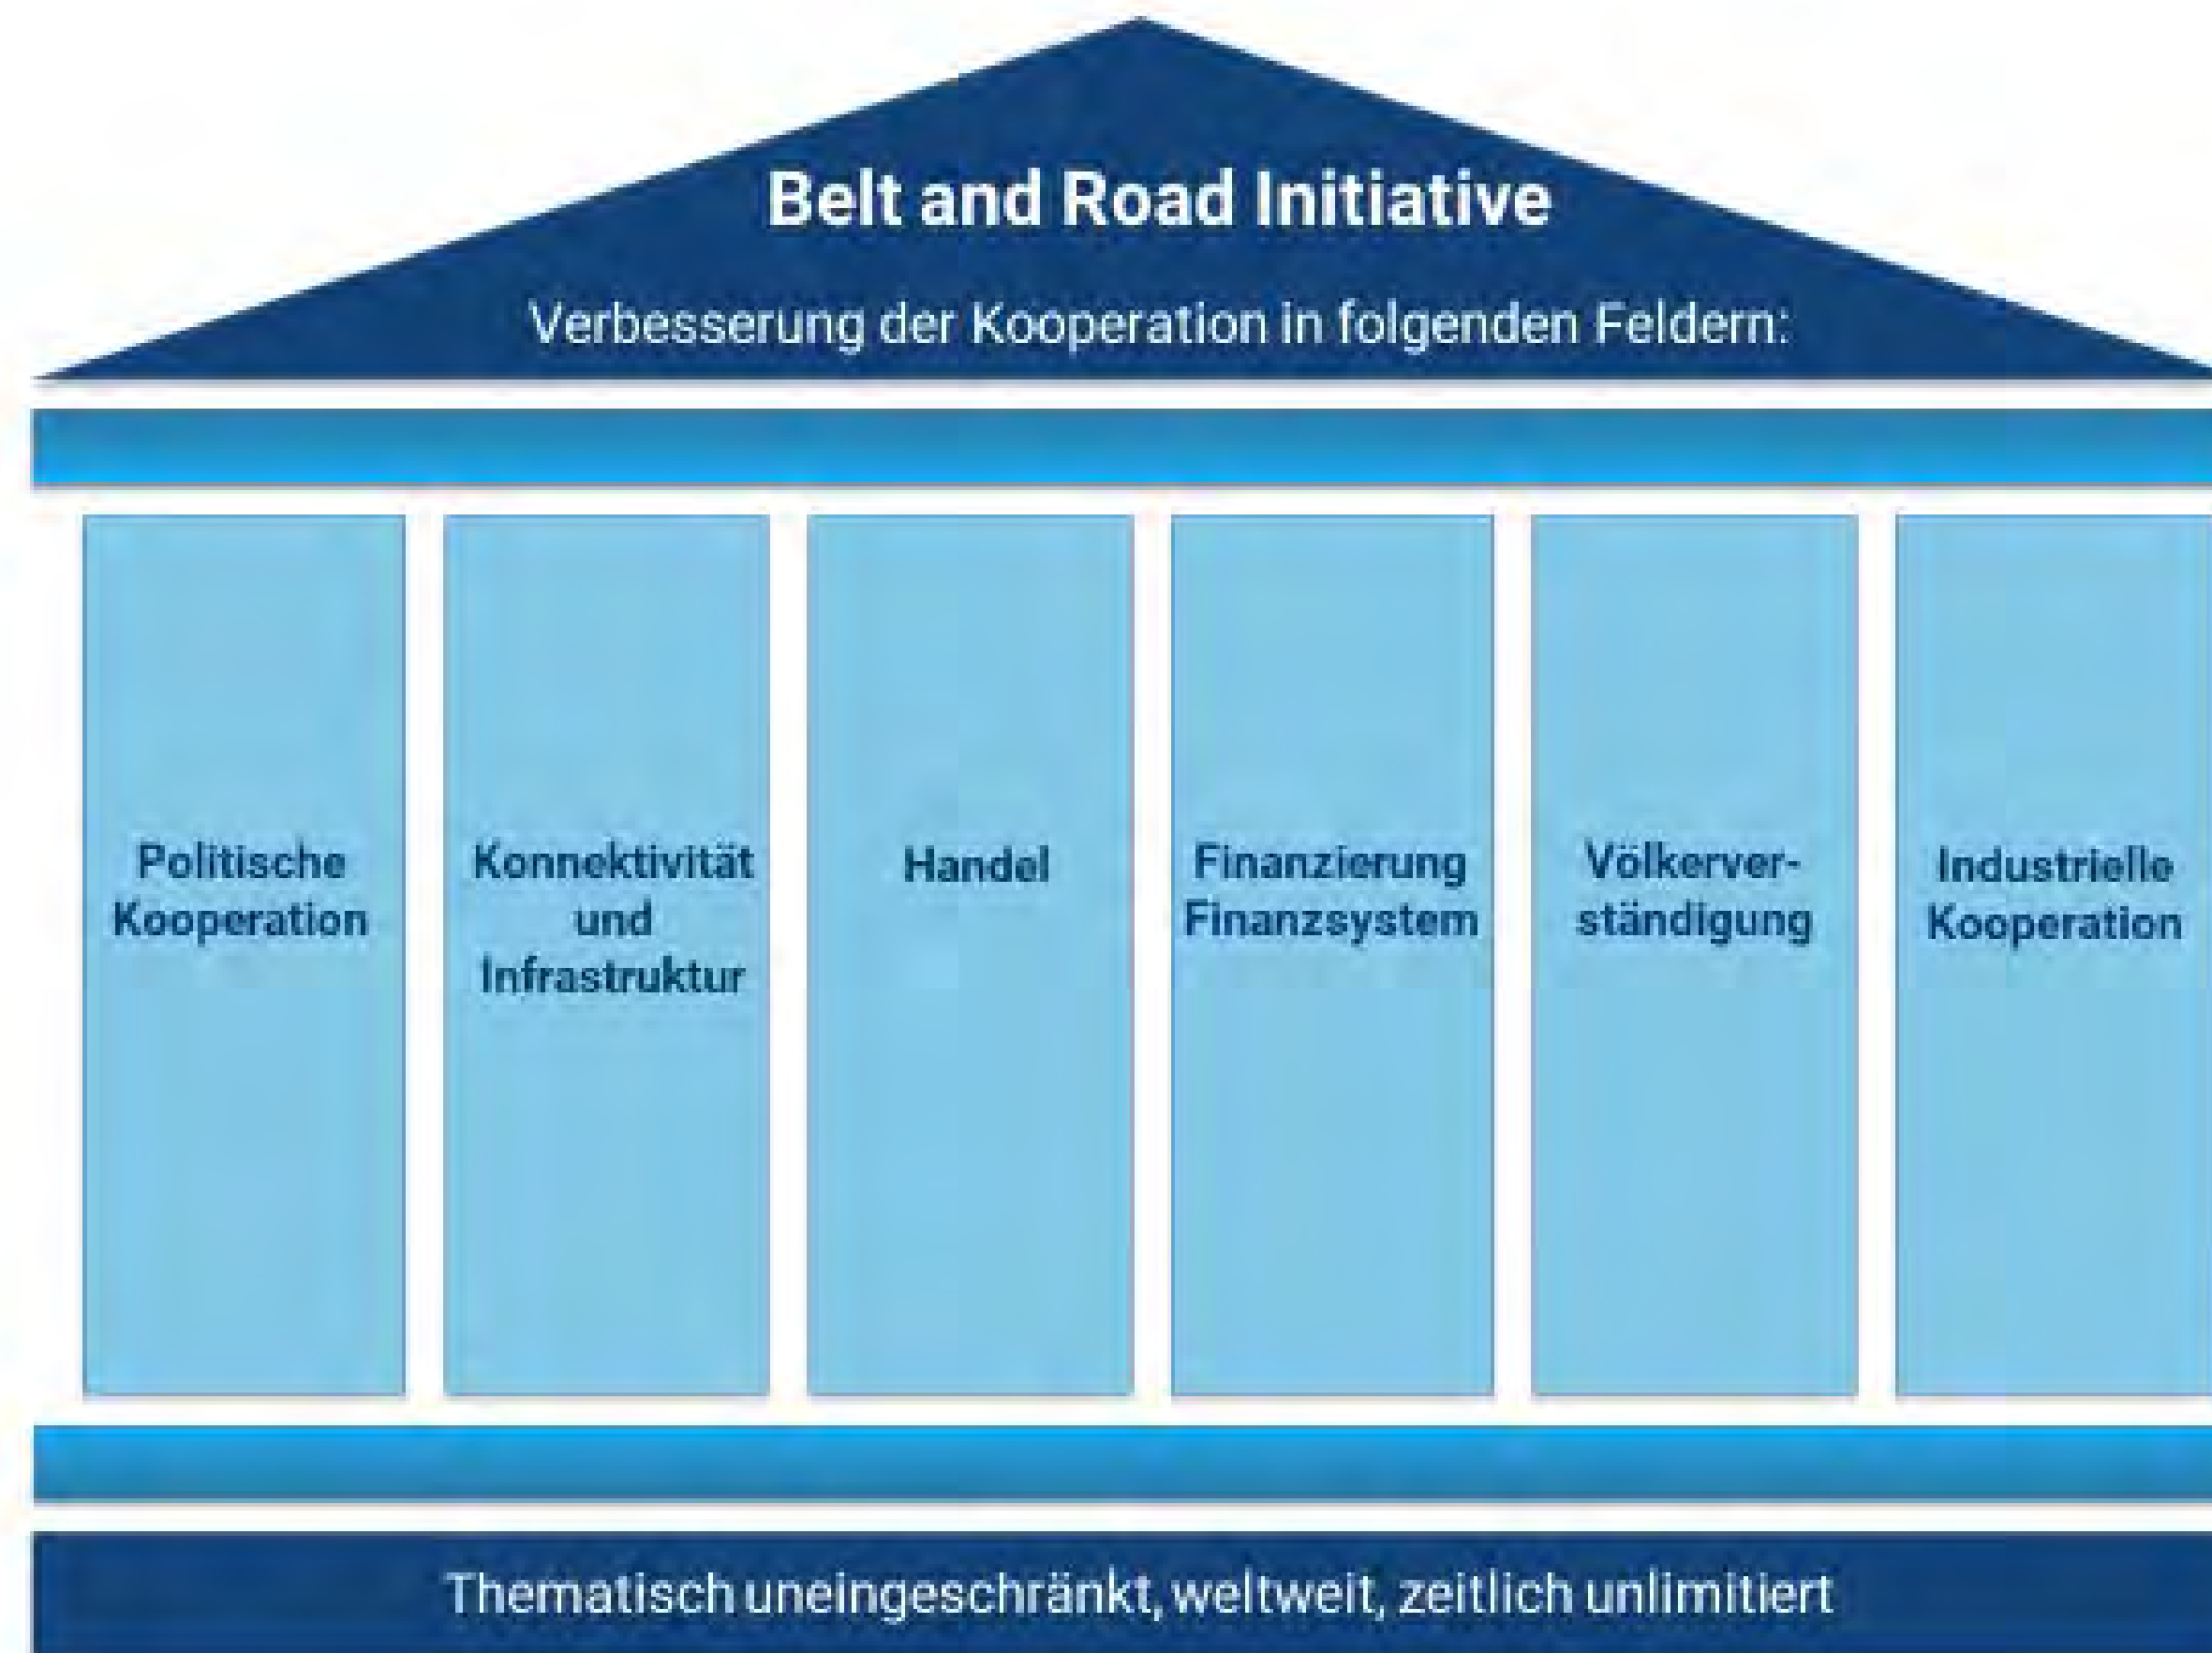 Belt and Road Initiative
Verbesserung der Kooperation in folgenden Feldern:
Politische
Kooperation
Konnektivität
und
Infrastruktur
Handel
Finanzierung
Finanzsystem
Völkerver-
ständigung
Industrielle
Kooperation
Thematisch uneingeschränkt, weltweit, zeitlich unlimitiert